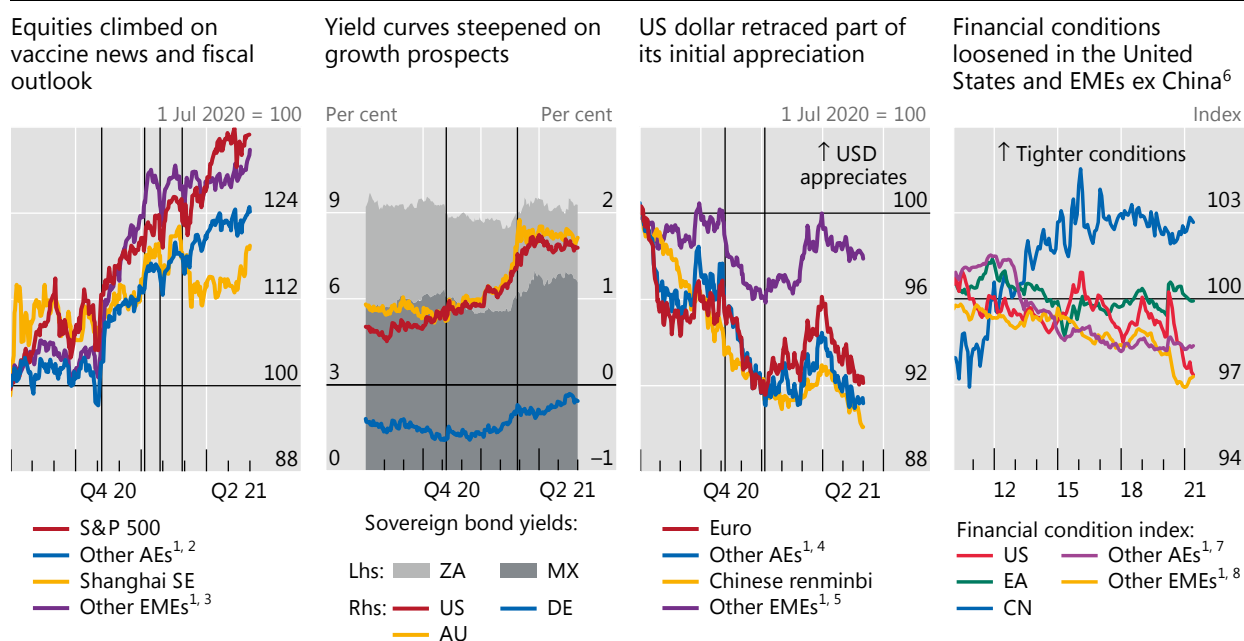 Equities climbed on
vaccine news and fiscal
outlook
1 Jul 2020 = 100
124
112
100
88
Q4 20 Q2 21
S&P 500
Other AEs1, 2
Shanghai SE
Other EMEs1, 3
Yield curves steepened on
growth prospects
Per cent Per cent
9 2
6 1
3 0
0 –1
Q4 20 Q2 21
Sovereign bond yields:
Lhs: ZA MX
Rhs: US DE
AU
US dollar retraced part of
its initial appreciation
1 Jul 2020 = 100
↑ USD
appreciates
100
96
92
88
Q4 20 Q2 21
Euro
Other AEs1, 4
Chinese renminbi
Other EMEs1, 5
Financial conditions
loosened in the United
States and EMEs ex China6
Index
↑ Tighter conditions
103
100
97
94
12 15 18 21
Financial condition index:
US Other AEs1, 7
EA Other EMEs1, 8
CN